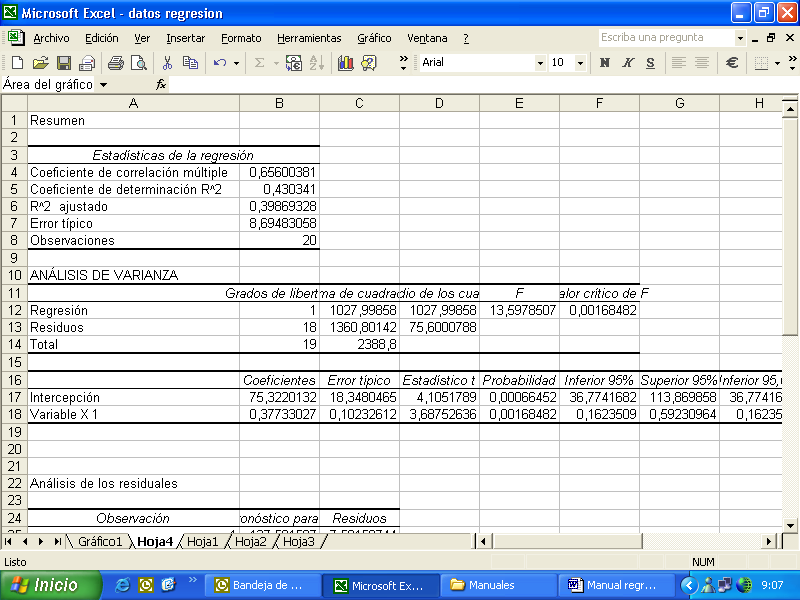 Microsoft Excel - datos regresion
Archivo Edición Ver Insertar Formato Herramientas Gráfico Ventana ? Escriba una pregunta
Arial 10 N K S €
Área del gráfico fx
A B C D E F G H
1 Resumen
2
3 Estadísticas de la regresión
4 Coeficiente de correlación múltiple 0,65600381
5 Coeficiente de determinación R^2 0,430341
6 R^2 ajustado 0,39869328
7 Error típico 8,69483058
8 Observaciones 20
9
10 ANÁLISIS DE VARIANZA
11 Grados de libert ma de cuadra dio de los cua F alor crítico de F
12 Regresión 1 1027,99858 1027,99858 13,5978507 0,00168482
13 Residuos 18 1360,80142 75,6000788
14 Total 19 2388,8
15
16 Coeficientes Error típico Estadístico t Probabilidad Inferior 95% Superior 95% Inferior 95,
17 Intercepción 75,3220132 18,3480465 4,1051789 0,00066452 36,7741682 113,869858 36,77416
18 Variable X 1 0,37733027 0,10232612 3,68752636 0,00168482 0,1623509 0,59230964 0,16235
19
20
21
22 Análisis de los residuales
23
24 Observación onóstico para Residuos
Gráfico1 Hoja4 Hoja1 Hoja2 Hoja3
Listo NUM
Inicio Bandeja de ... Microsoft Ex... Manuales Manual regr... 9:07